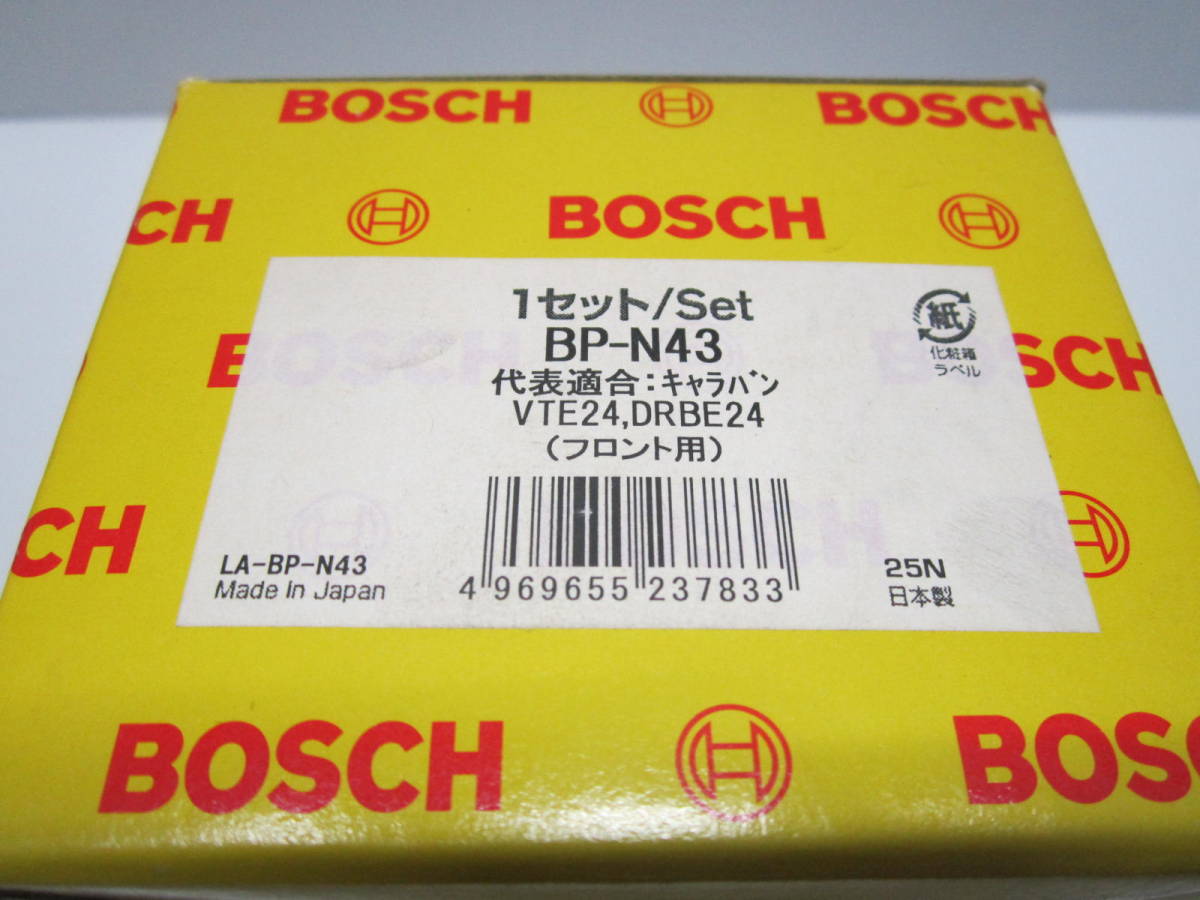 BOSCH
BOSCH
CH
BOSCH
1セット/Set
BP-N43
代表適合:キャラバン
VTE24,DRBE24
(フロント用)
紙
化粧箱
ラベル
BOSCH
SCH
CH
LA-BP-N43
Made In Japan
4 969655 237833
25N
日本製
BOSCH
BOSCH